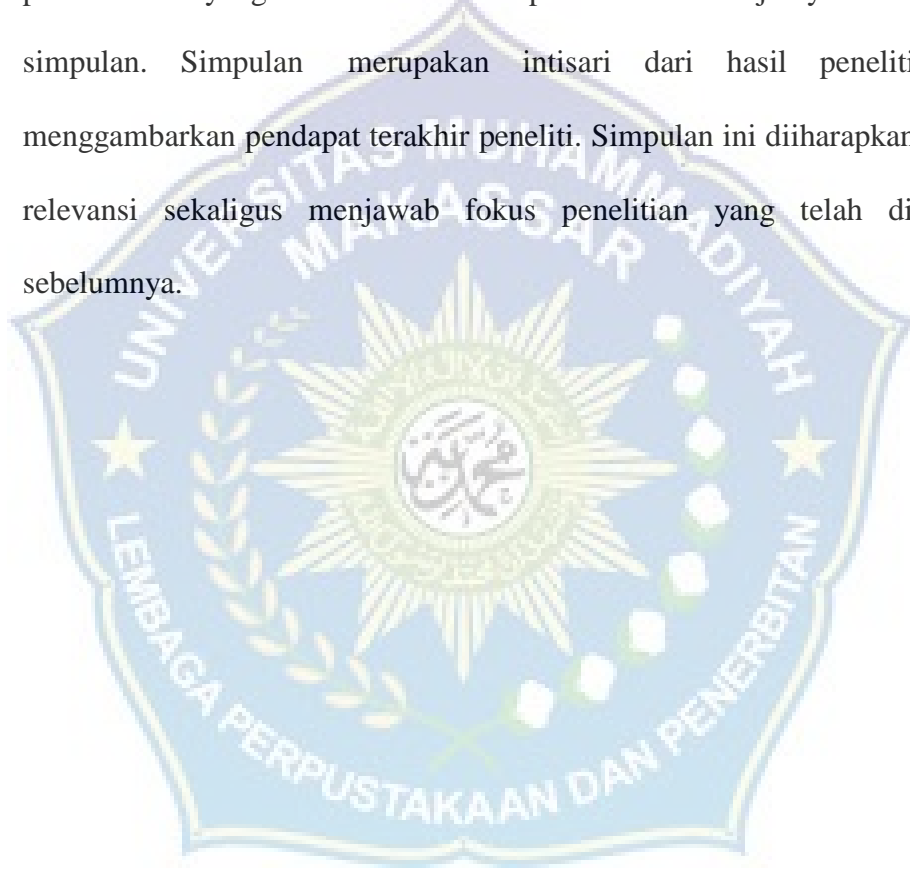 simpulan. Simpulan merupakan intisari dari hasil peneliti
menggambarkan pendapat terakhir peneliti. Simpulan ini diiharapkan
relevansi sekaligus menjawab fokus penelitian yang telah di
sebelumnya.
UNIVERSITAS MUHAMMADIYAH
MAKASSAR
LEMBAGA PERPUSTAKAAN DAN PENERBITAN